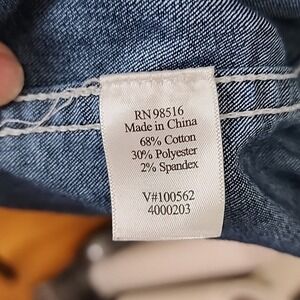 RN 98516
Made in China
68% Cotton
30% Polyester
2% Spandex
V#100562
4000203